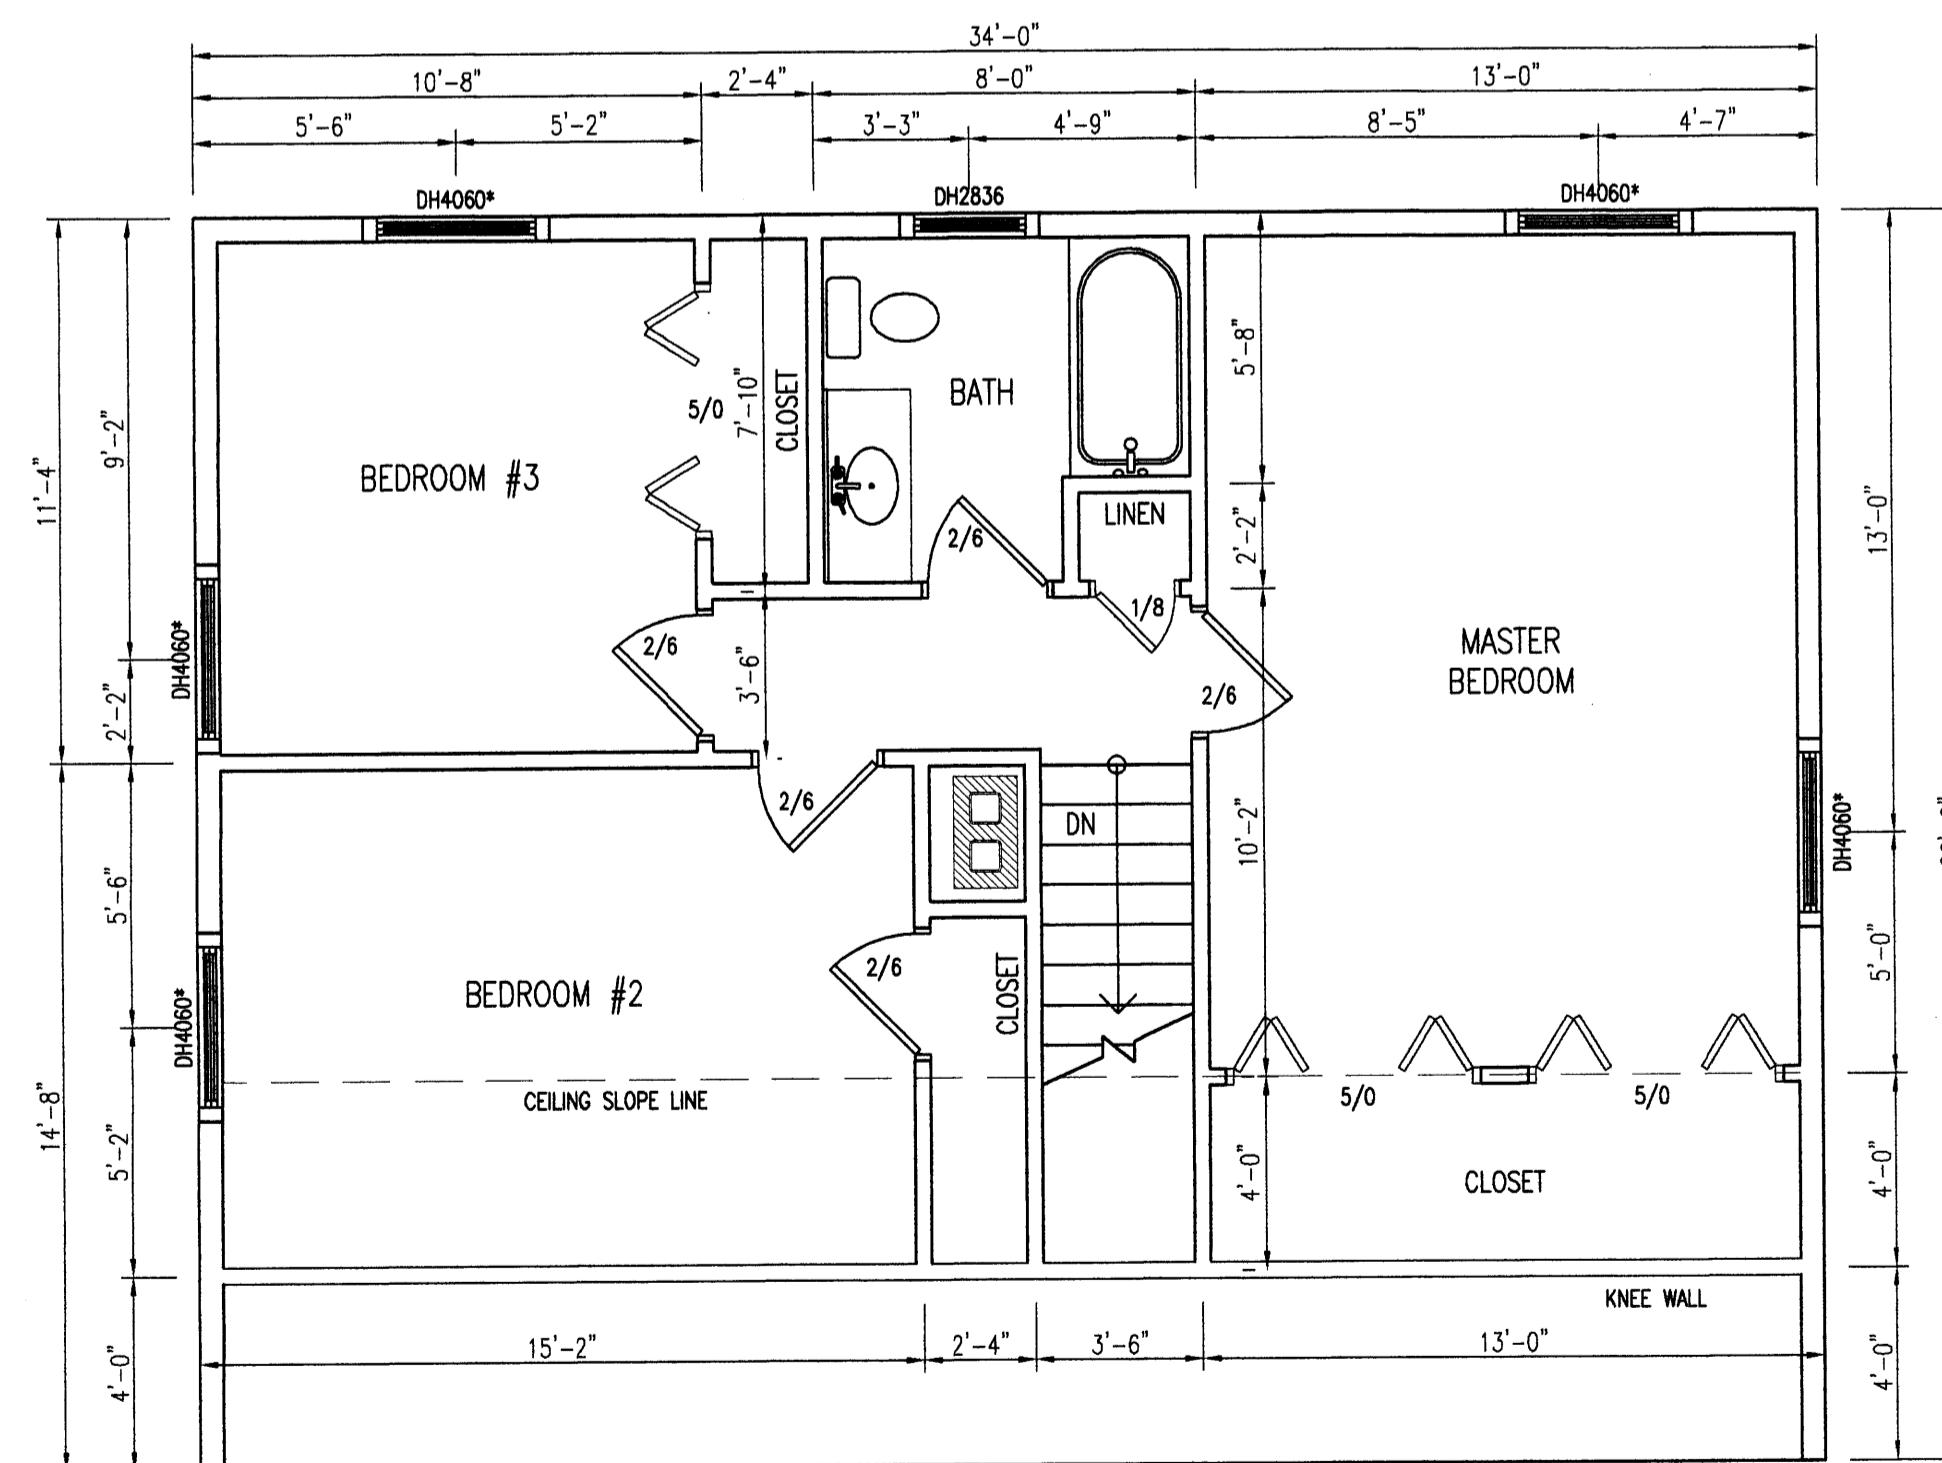 34'-0"
10'-8" 2'-4" 8'-0" 13'-0"
5'-6" 5'-2" 3'-3" 4'-9" 8'-5" 4'-7"
DH4060* DH2836 DH4060*
5'-8"
BATH
5/0
7'-10"
CLOSET
9'-2"
11'-4"
BEDROOM #3
LINEN
2'-2"
13'-0"
2/6
1/8
MASTER
BEDROOM
2/6
3'-6"
2/6
DH4060*
2'-2"
2/6
DN
10'-2"
DH4060*
5'-6"
2/6
CLOSET
5'-0"
BEDROOM #2
DH4060*
CEILING SLOPE LINE
5/0
5/0
14'-8"
5'-2"
4'-0"
CLOSET
4'-0"
KNEE WALL
15'-2" 2'-4" 3'-6" 13'-0"
4'-0"
4'-0"